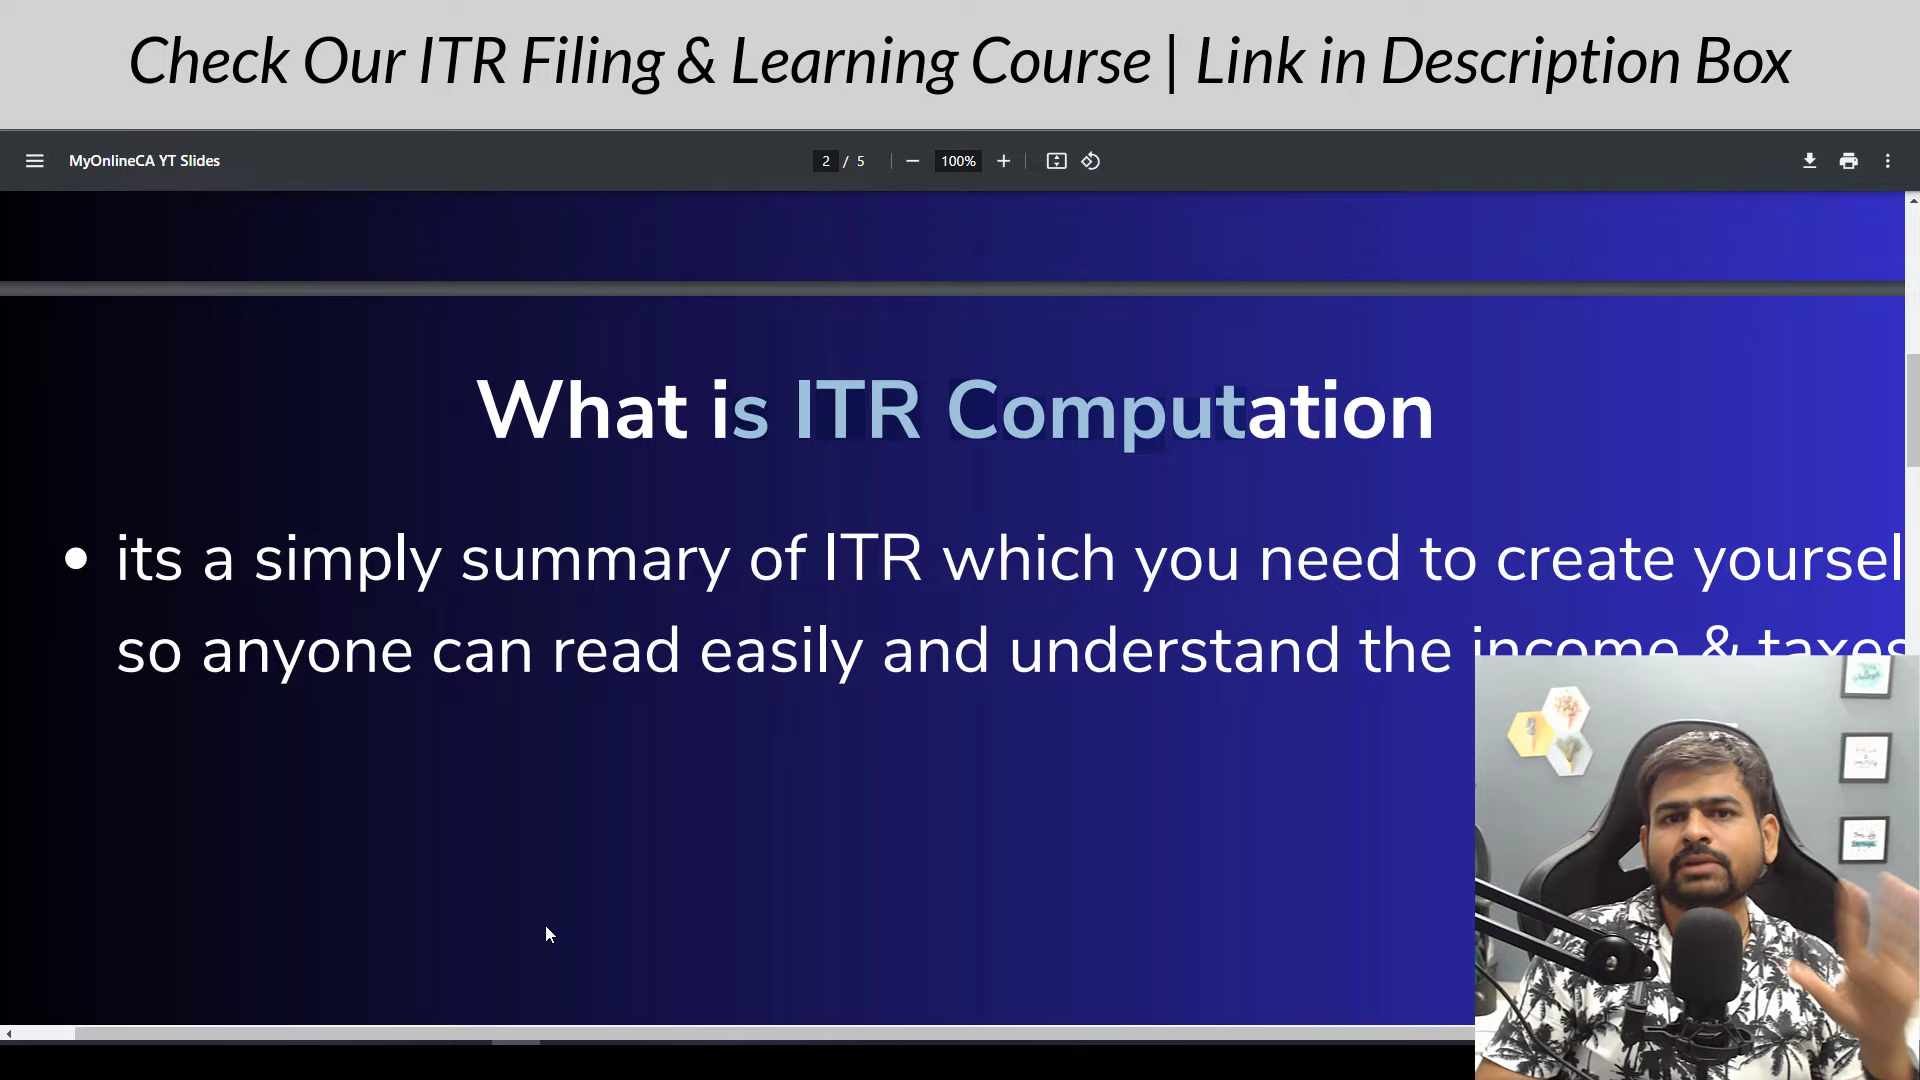 Check Our ITR Filing & Learning Course | Link in Description Box
MyOnlineCA YT Slides
2 / 5
100%
What is ITR Computation
• its a simply summary of ITR which you need to create yoursel
so anyone can read easily and understand the income & taxes